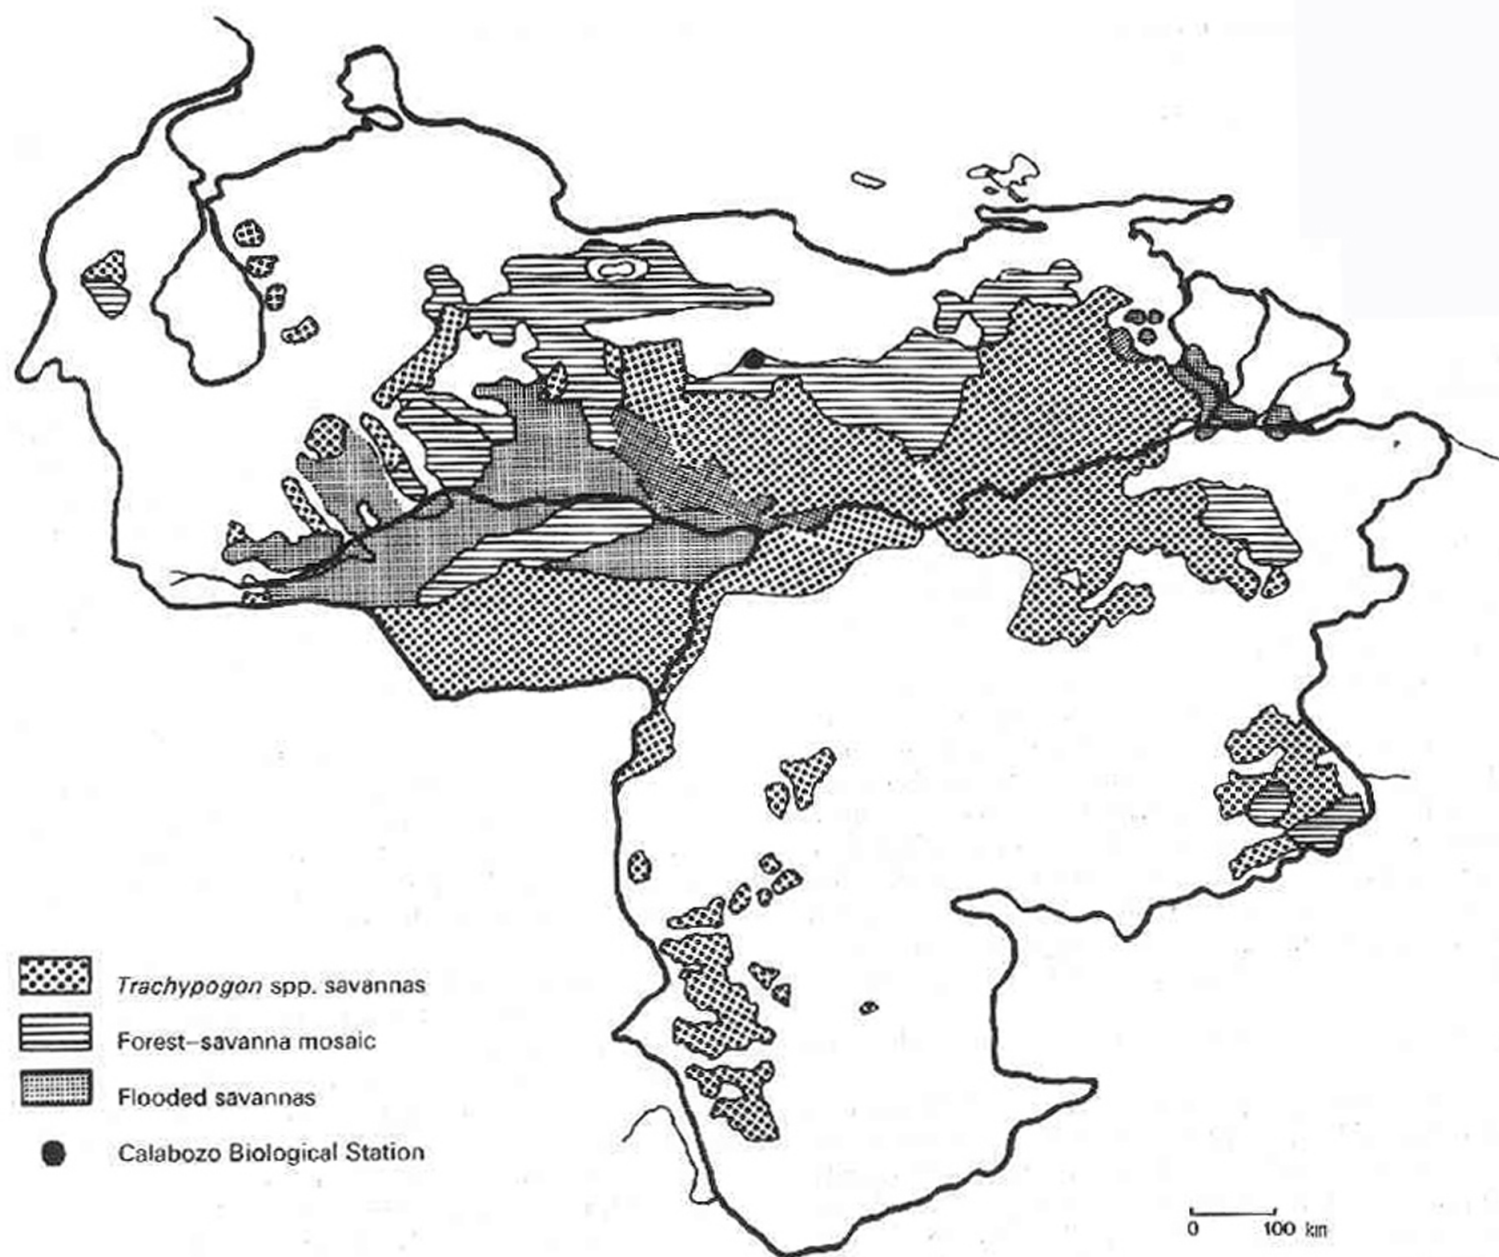 Trachypogon spp. savannas
Forest–savanna mosaic
Flooded savannas
Calabozo Biological Station
0 100 km